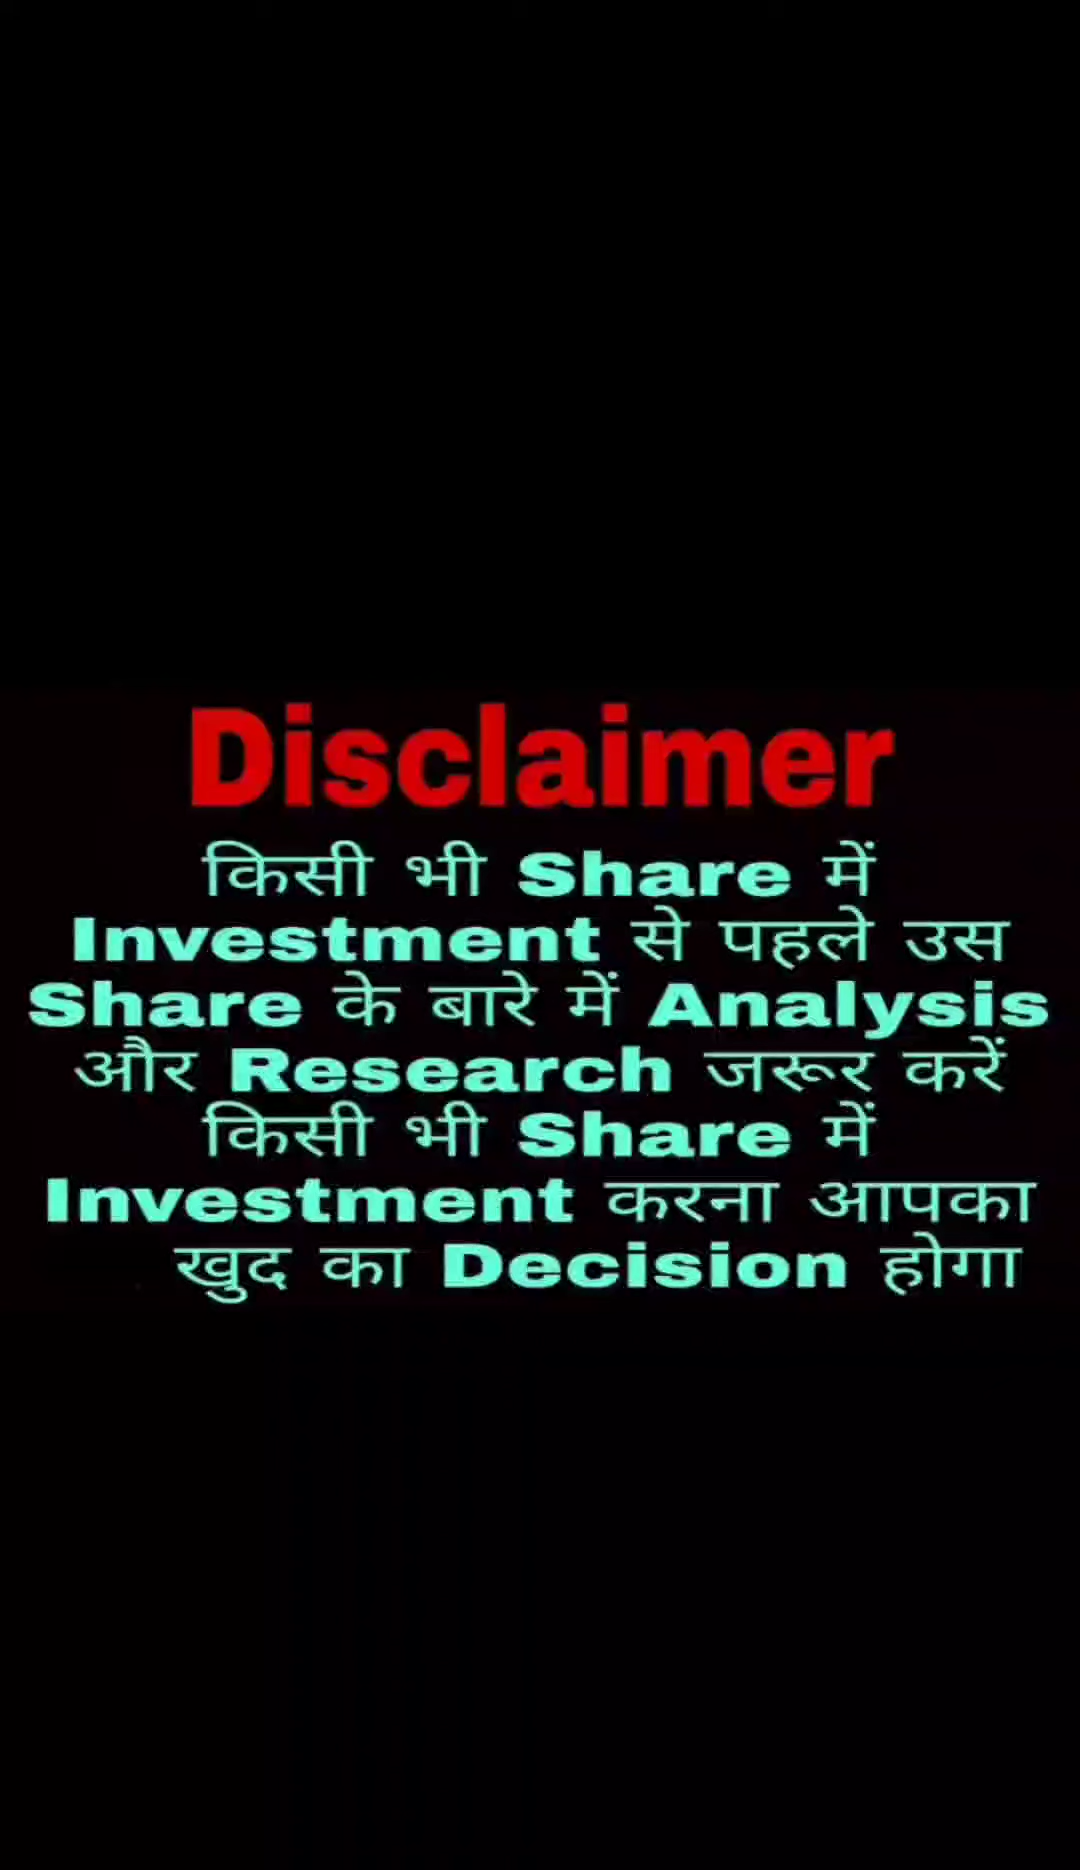 Disclaimer
किसी भी Share में
Investment से पहले उस
Share के बारे में Analysis
और Research जरूर करें
किसी भी Share में
Investment करना आपका
खुद का Decision होगा